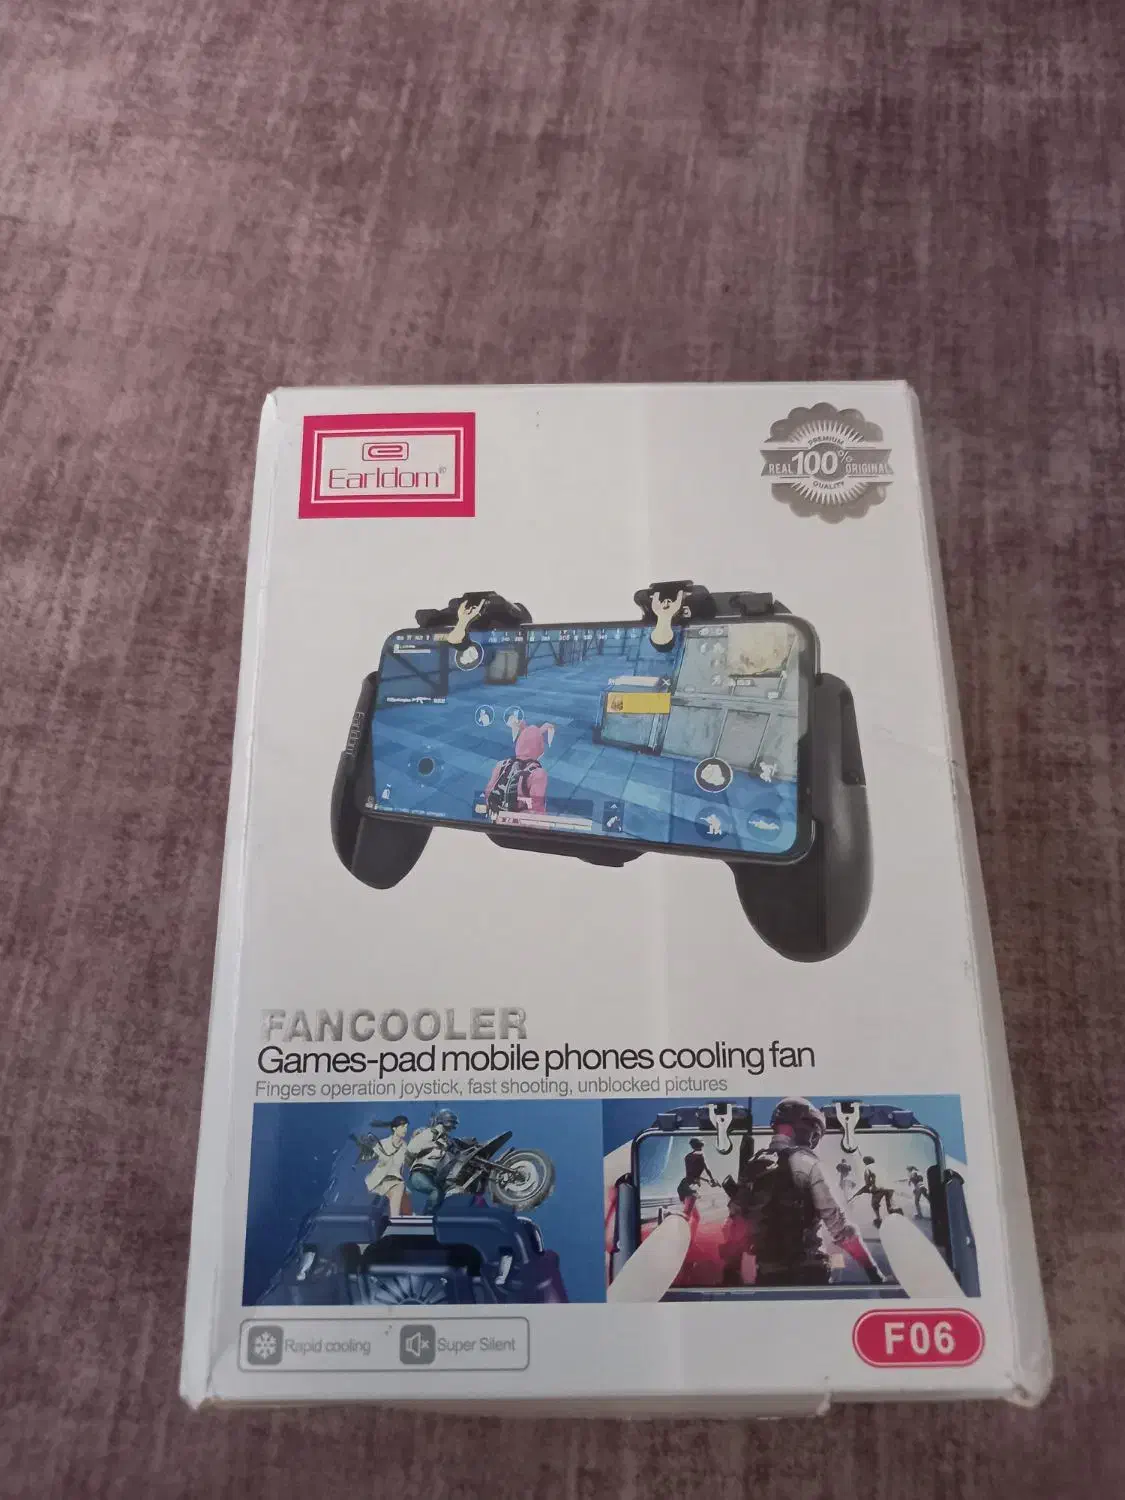 Earldom®
PREMIUM
REAL 100% ORIGINAL
QUALITY
Earldom
FANCOOLER
Games-pad mobile phones cooling fan
Fingers operation joystick, fast shooting, unblocked pictures
Rapid cooling
Super Silent
F06